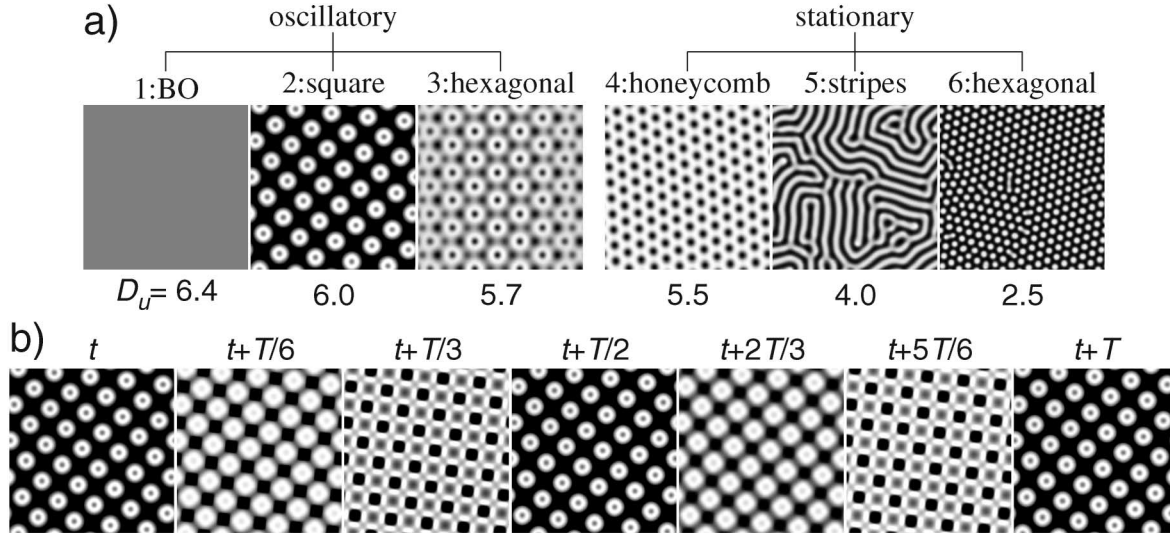 a)
oscillatory stationary
1:BO 2:square 3:hexagonal 4:honeycomb 5:stripes 6:hexagonal
Du= 6.4 6.0 5.7 5.5 4.0 2.5
b)
t t+T/6 t+T/3 t+T/2 t+2T/3 t+5T/6 t+T